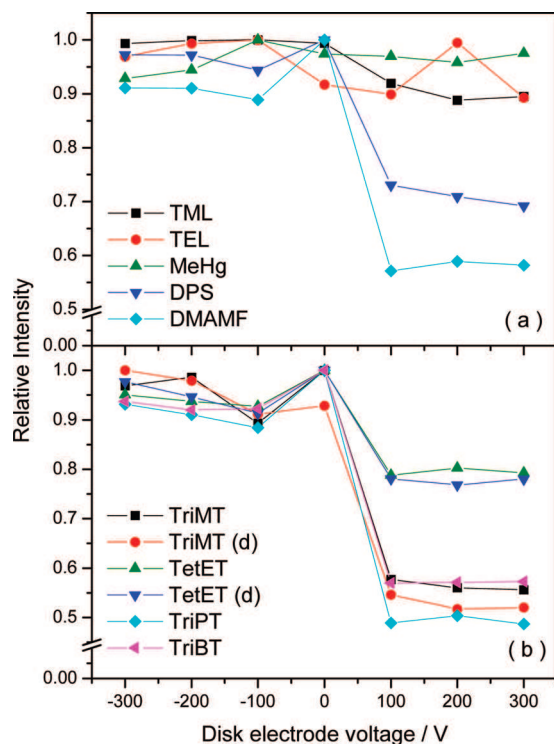 1.0
0.9
0.8
0.7
0.6
0.5
0.00
TML
TEL
MeHg
DPS
DMAMF
( a )
Relative Intensity
1.0
0.9
0.8
0.7
0.6
0.5
0.00
TriMT
TriMT (d)
TetET
TetET (d)
TriPT
TriBT
( b )
-300 -200 -100 0 100 200 300
Disk electrode voltage / V